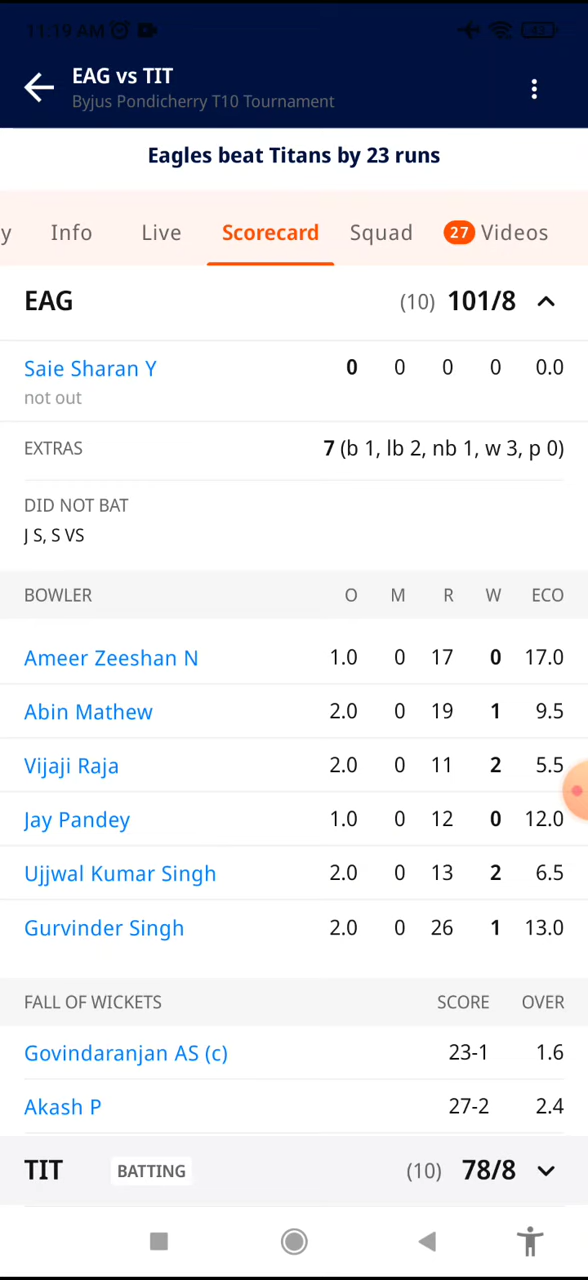 11:19 AM
EAG vs TIT
Byjus Pondicherry T10 Tournament
Eagles beat Titans by 23 runs
y Info Live Scorecard Squad 27 Videos
EAG (10) 101/8
Saie Sharan Y 0 0 0 0 0.0
not out
EXTRAS 7 (b 1, lb 2, nb 1, w 3, p 0)
DID NOT BAT
J S, S VS
BOWLER O M R W ECO
Ameer Zeeshan N 1.0 0 17 0 17.0
Abin Mathew 2.0 0 19 1 9.5
Vijaji Raja 2.0 0 11 2 5.5
Jay Pandey 1.0 0 12 0 12.0
Ujjwal Kumar Singh 2.0 0 13 2 6.5
Gurvinder Singh 2.0 0 26 1 13.0
FALL OF WICKETS SCORE OVER
Govindaranjan AS (c) 23-1 1.6
Akash P 27-2 2.4
TIT BATTING (10) 78/8